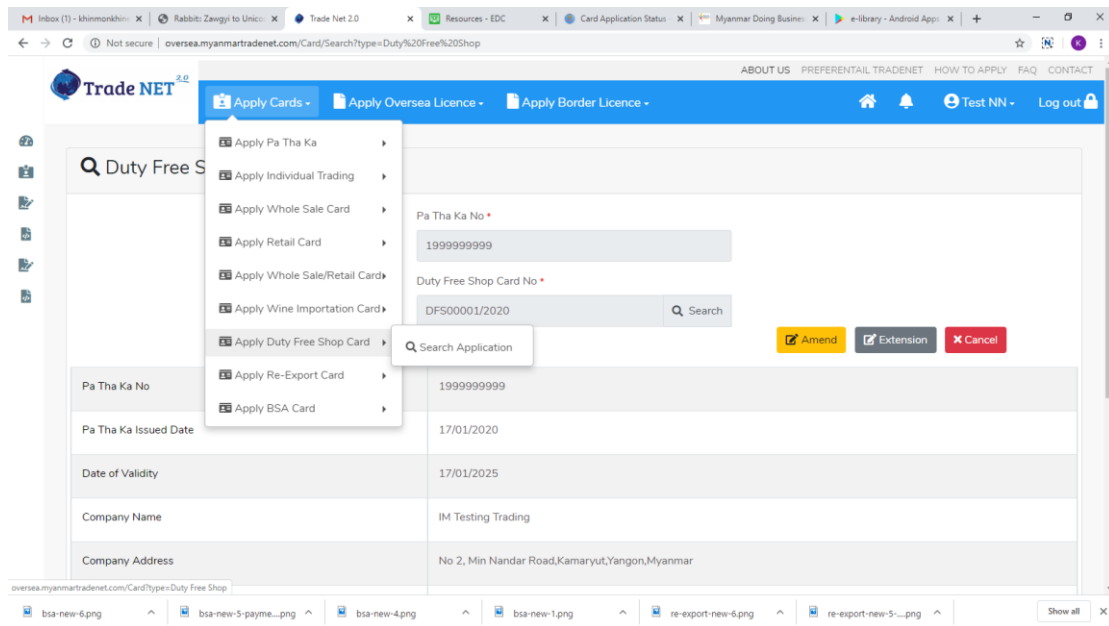 Inbox (1) - khinmonkhine
Rabbit: Zawgyi to Unico
Trade Net 2.0
Resources - EDC
Card Application Status -
Myanmar Doing Busines
e-library - Android Apps
Not secure | oversea.myanmartradenet.com/Card/Search?type=Duty%20Free%20Shop
K
ABOUT US PREFERENTAIL TRADENET HOW TO APPLY FAQ CONTACT
Trade NET 2.0
Apply Cards
Apply Oversea Licence
Apply Border Licence
Test NN
Log out
Duty Free S
Apply Pa Tha Ka
Apply Individual Trading
Apply Whole Sale Card
Apply Retail Card
Apply Whole Sale/Retail Card
Apply Wine Importation Card
Apply Duty Free Shop Card
Apply Re-Export Card
Apply BSA Card
Search Application
Pa Tha Ka No *
1999999999
Duty Free Shop Card No *
DFS00001/2020
Search
Amend
Extension
Cancel
Pa Tha Ka No 1999999999
Pa Tha Ka Issued Date 17/01/2020
Date of Validity 17/01/2025
Company Name IM Testing Trading
Company Address No 2, Min Nandar Road,Kamaryut,Yangon,Myanmar
oversea.myanmartradenet.com/Card?type=Duty Free Shop
bsa-new-6.png
bsa-new-5-payme....png
bsa-new-4.png
bsa-new-1.png
re-export-new-6.png
re-export-new-5-....png
Show all